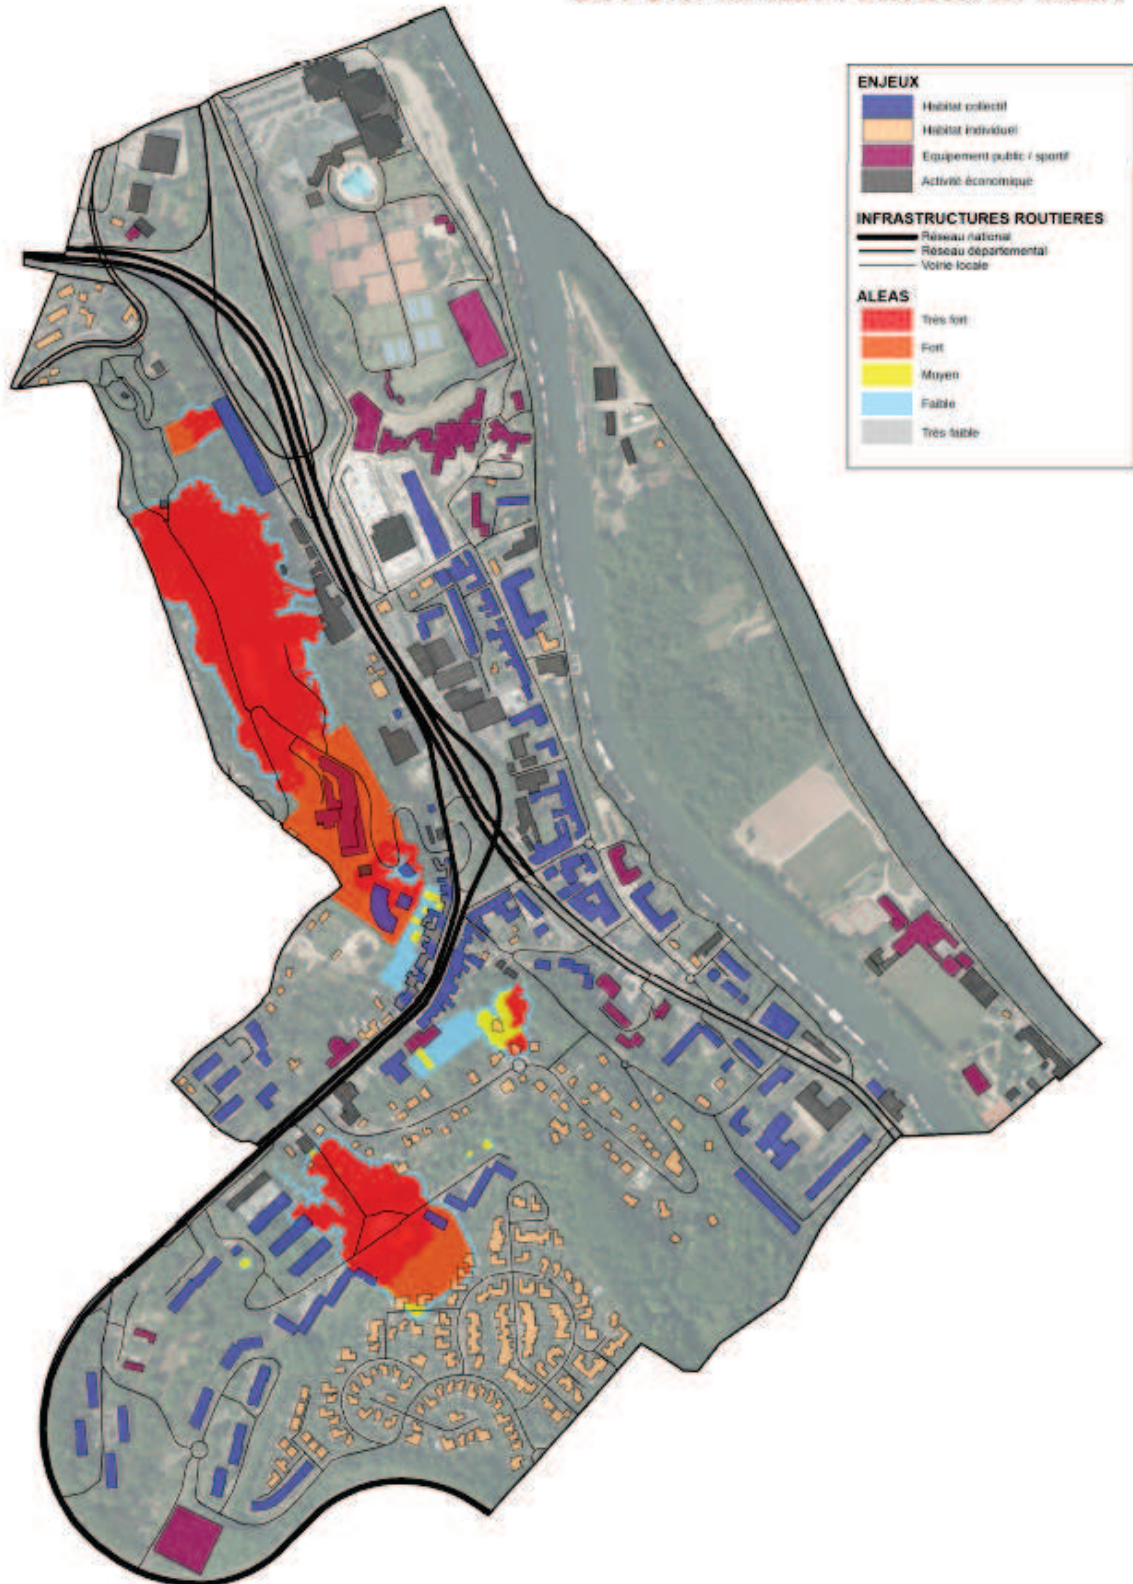 ENJEUX
Habitat collectif
Habitat individuel
Equipement public / sportif
Activité économique
INFRASTRUCTURES ROUTIERES
Réseau national
Réseau départemental
Voirie locale
ALEAS
Très fort
Fort
Moyen
Faible
Très faible